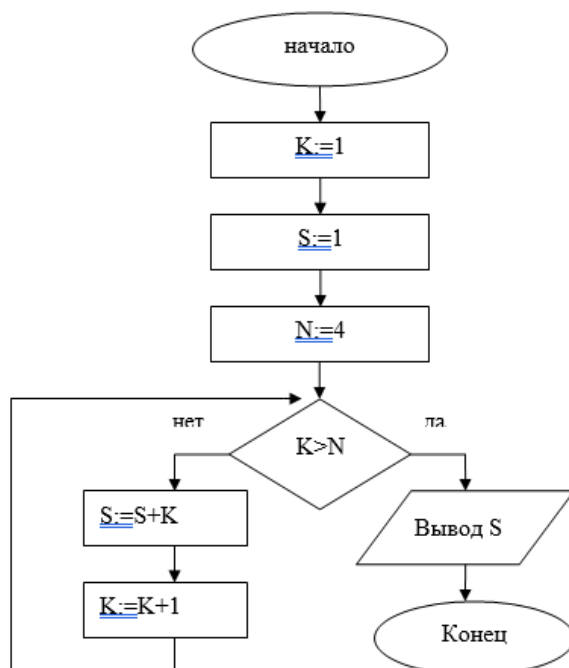 начало
K:=1
S:=1
N:=4
нет
да
K>N
S:=S+K
Вывод S
K:=K+1
Конец